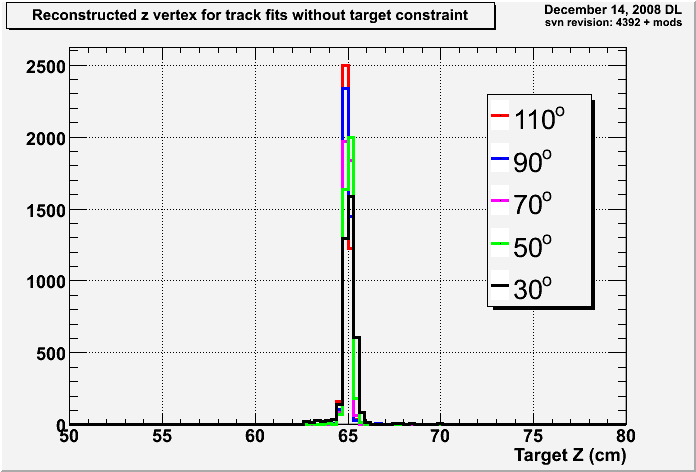 Reconstructed z vertex for track fits without target constraint
December 14, 2008 DL
svn revision: 4392 + mods
2500
2000
1500
1000
500
0
50
55
60
65
70
75
80
Target Z (cm)
110º
90º
70º
50º
30º